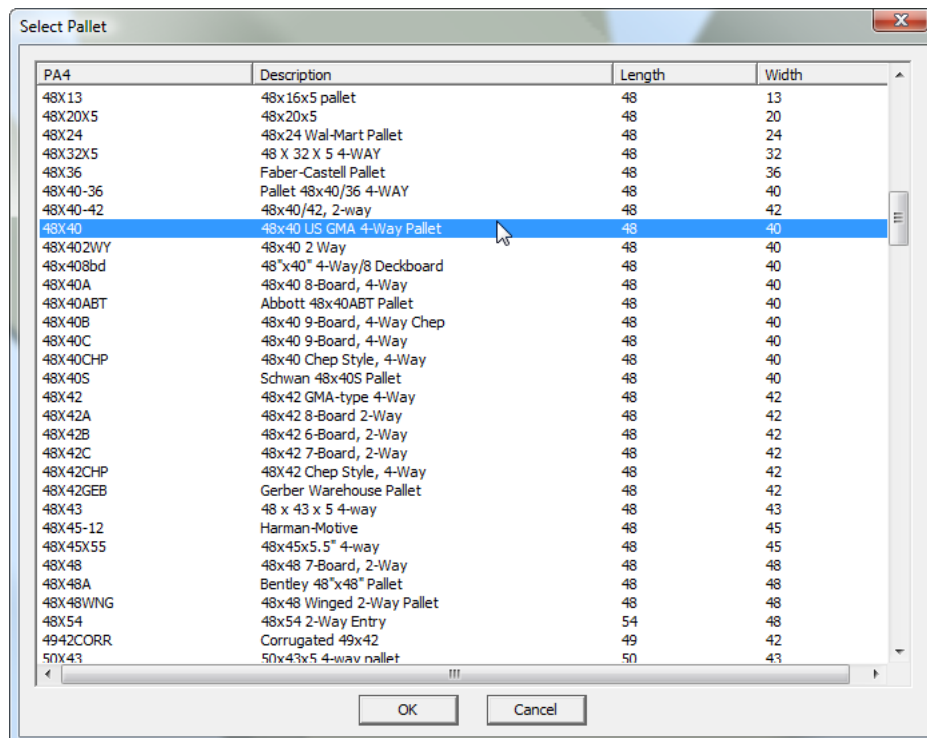 Select Pallet
PA4 Description Length Width
48X13 48x16x5 pallet 48 13
48X20X5 48x20x5 48 20
48X24 48x24 Wal-Mart Pallet 48 24
48X32X5 48 X 32 X 5 4-WAY 48 32
48X36 Faber-Castell Pallet 48 36
48X40-36 Pallet 48x40/36 4-WAY 48 40
48X40-42 48x40/42, 2-way 48 42
48X40 48x40 US GMA 4-Way Pallet 48 40
48X402WY 48x40 2 Way 48 40
48x408bd 48"x40" 4-Way/8 Deckboard 48 40
48X40A 48x40 8-Board, 4-Way 48 40
48X40ABT Abbott 48x40ABT Pallet 48 40
48X40B 48x40 9-Board, 4-Way Chep 48 40
48X40C 48x40 9-Board, 4-Way 48 40
48X40CHP 48x40 Chep Style, 4-Way 48 40
48X40S Schwan 48x40S Pallet 48 40
48X42 48x42 GMA-type 4-Way 48 42
48X42A 48x42 8-Board 2-Way 48 42
48X42B 48x42 6-Board, 2-Way 48 42
48X42C 48x42 7-Board, 2-Way 48 42
48X42CHP 48X42 Chep Style, 4-Way 48 42
48X42GEB Gerber Warehouse Pallet 48 42
48X43 48 x 43 x 5 4-way 48 43
48X45-12 Harman-Motive 48 45
48X45X55 48x45x5.5" 4-way 48 45
48X48 48x48 7-Board, 2-Way 48 48
48X48A Bentley 48"x48" Pallet 48 48
48X48WNG 48x48 Winged 2-Way Pallet 48 48
48X54 48x54 2-Way Entry 54 48
4942CORR Corrugated 49x42 49 42
50X43 50x43x5 4-way pallet 50 43
OK Cancel